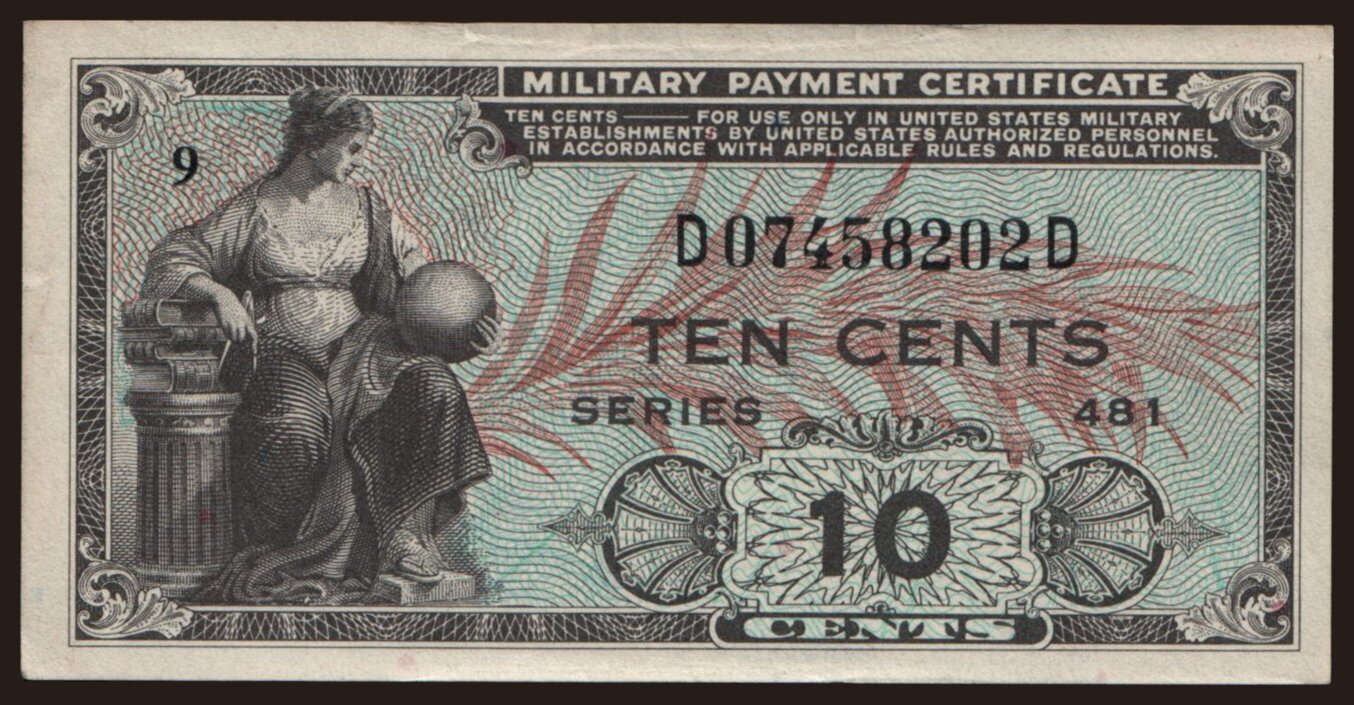 MILITARY PAYMENT CERTIFICATE
TEN CENTS —— FOR USE ONLY IN UNITED STATES MILITARY
ESTABLISHMENTS BY UNITED STATES AUTHORIZED PERSONNEL
IN ACCORDANCE WITH APPLICABLE RULES AND REGULATIONS.
9
D07458202D
TEN CENTS
SERIES 481
10
CENTS